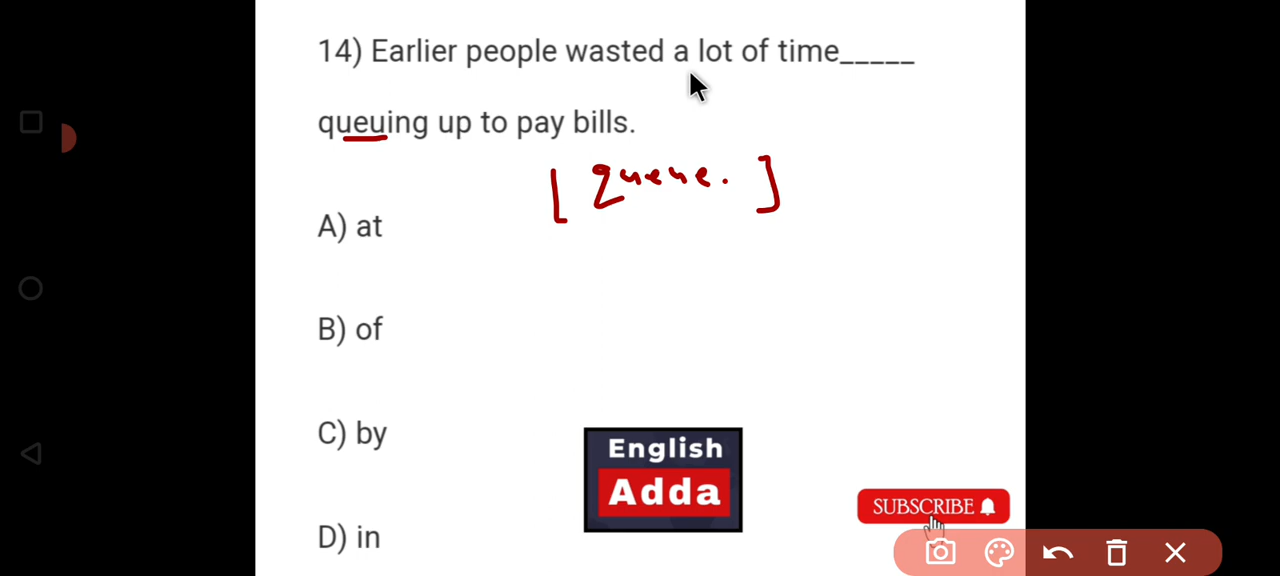 14) Earlier people wasted a lot of time_____
queuing up to pay bills.
[ queue. ]
A) at
B) of
C) by
D) in
English
Adda
SUBSCRIBE